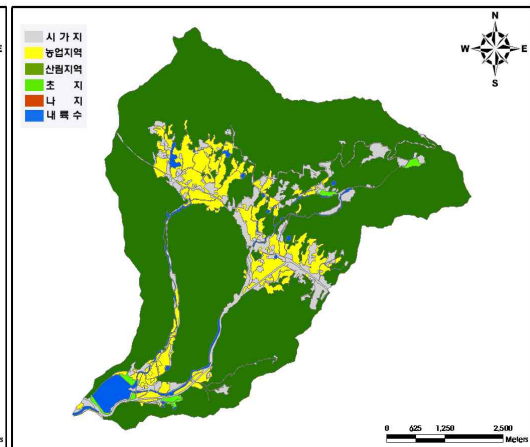 N
W E
S
시 가 지
농업지역
산림지역
초 지
나 지
내 륙 수
0 625 1,250 2,500
Meters